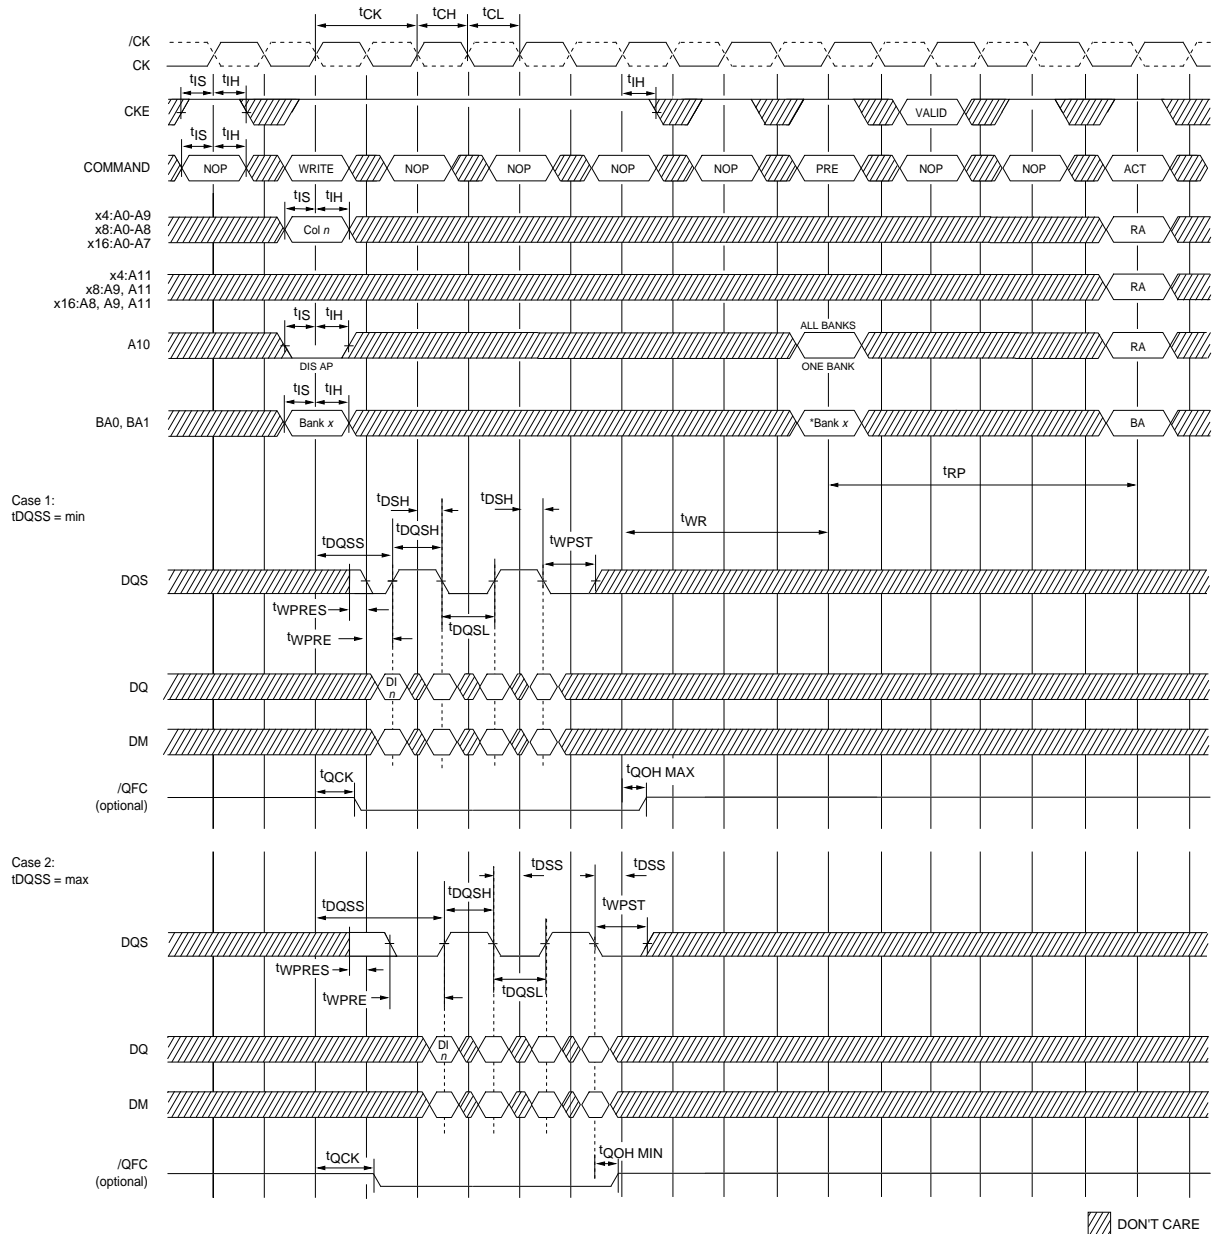 tCK tCH tCL
/CK
CK
tIS tIH tIH
CKE VALID
tIS tIH
COMMAND NOP WRITE NOP NOP NOP NOP PRE NOP NOP ACT
tIS tIH
x4:A0-A9
x8:A0-A8
x16:A0-A7
Col n RA
x4:A11
x8:A9, A11
x16:A8, A9, A11
RA
tIS tIH
ALL BANKS
A10 RA
DIS AP ONE BANK
tIS tIH
BA0, BA1 Bank x *Bank x BA
tRP
Case 1:
tDQSS = min
tDSH tDSH
tDQSH tWR
tDQSS tWPST
DQS
tWPRES
tDQSL
tWPRE
DQ DI
n
DM
tQCK tQOH MAX
/QFC
(optional)
Case 2:
tDQSS = max
tDSS tDSS
tDQSH
tDQSS tWPST
DQS
tWPRES
tDQSL
tWPRE
DQ DI
n
DM
tQCK tQOH MIN
/QFC
(optional)
DON'T CARE